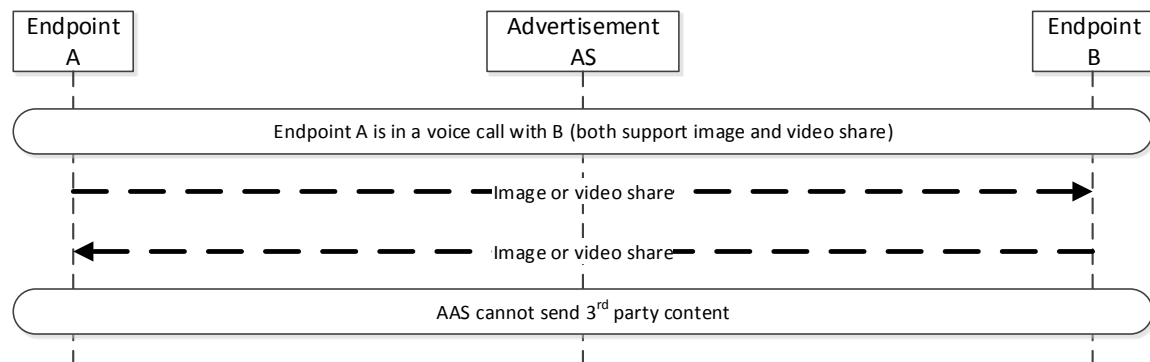 Endpoint
A
Advertisement
AS
Endpoint
B
Endpoint A is in a voice call with B (both support image and video share)
Image or video share
Image or video share
AAS cannot send 3rd party content